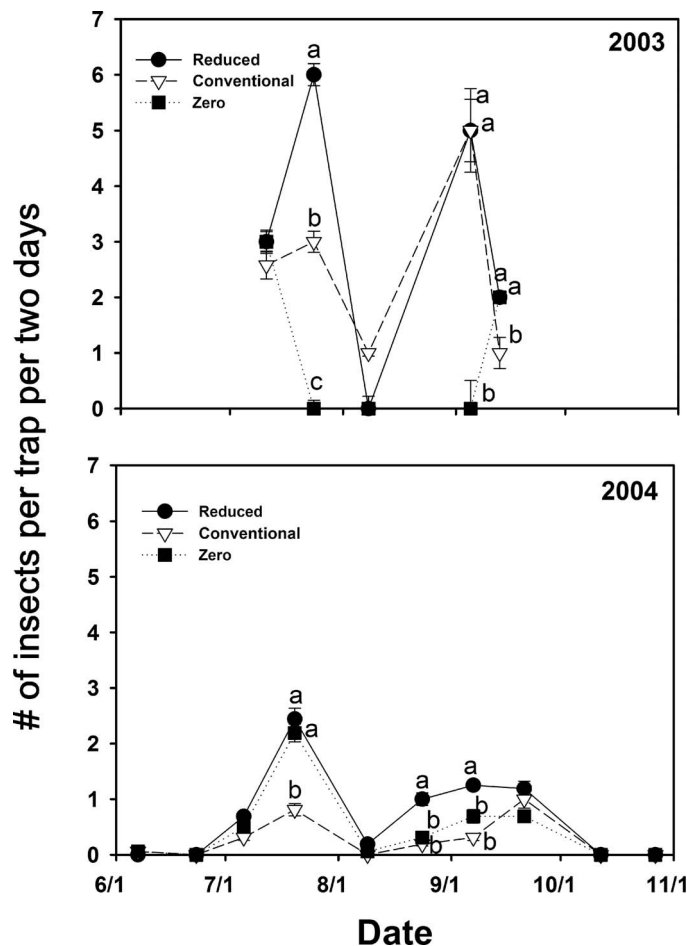 # of insects per trap per two days
7
6
5
4
3
2
1
0
2003
Reduced
Conventional
Zero
a
b
c
a
a
b
a
a
b
7
6
5
4
3
2
1
0
2004
Reduced
Conventional
Zero
a
a
b
a
b
b
a
b
b
6/1 7/1 8/1 9/1 10/1 11/1
Date